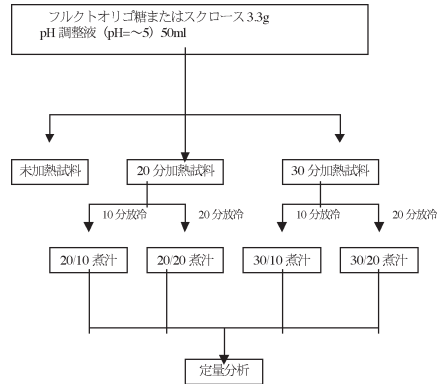 フルクトオリゴ糖またはスクロース 3.3g
pH 調整液（pH=～5）50ml
未加熱試料
20 分加熱試料
30 分加熱試料
10 分放冷
20 分放冷
10 分放冷
20 分放冷
20/10 煮汁
20/20 煮汁
30/10 煮汁
30/20 煮汁
定量分析